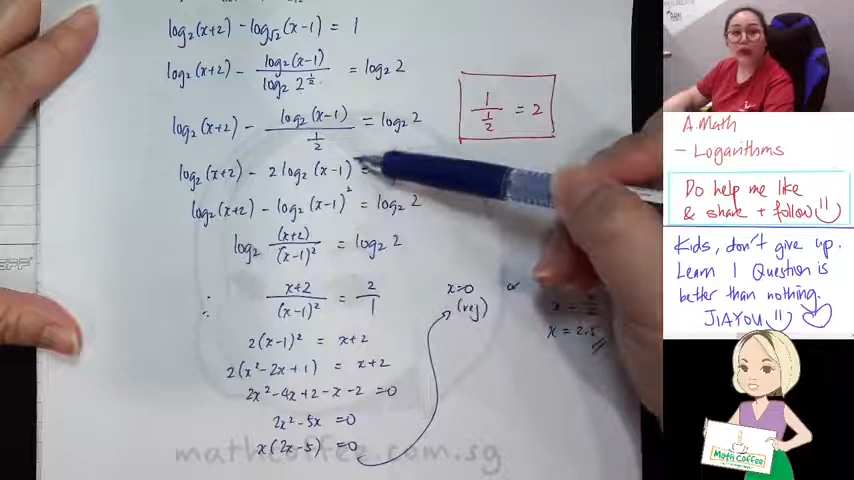 log₂(x+2) - log√2(x-1) = 1
log₂(x+2) - log₂(x-1)/log₂ 2^½ = log₂ 2
log₂(x+2) - log₂(x-1)/½ = log₂ 2
log₂(x+2) - 2 log₂(x-1) =
log₂(x+2) - log₂(x-1)² = log₂ 2
log₂ (x+2)/(x-1)² = log₂ 2
∴ x+2/(x-1)² = 2/1
2(x-1)² = x+2
2(x²-2x+1) = x+2
2x²-4x+2-x-2 =0
2x²-5x =0
x(2x-5) =0
x=0
(rej)
or
x =
x = 2.5
1/½ = 2
mathcoffee.com.sg
A.Math
- Logarithms
Do help me like
& share + follow
Kids, don't give up.
Learn 1 Question is
better than nothing.
JIAYOU
Math Coffee